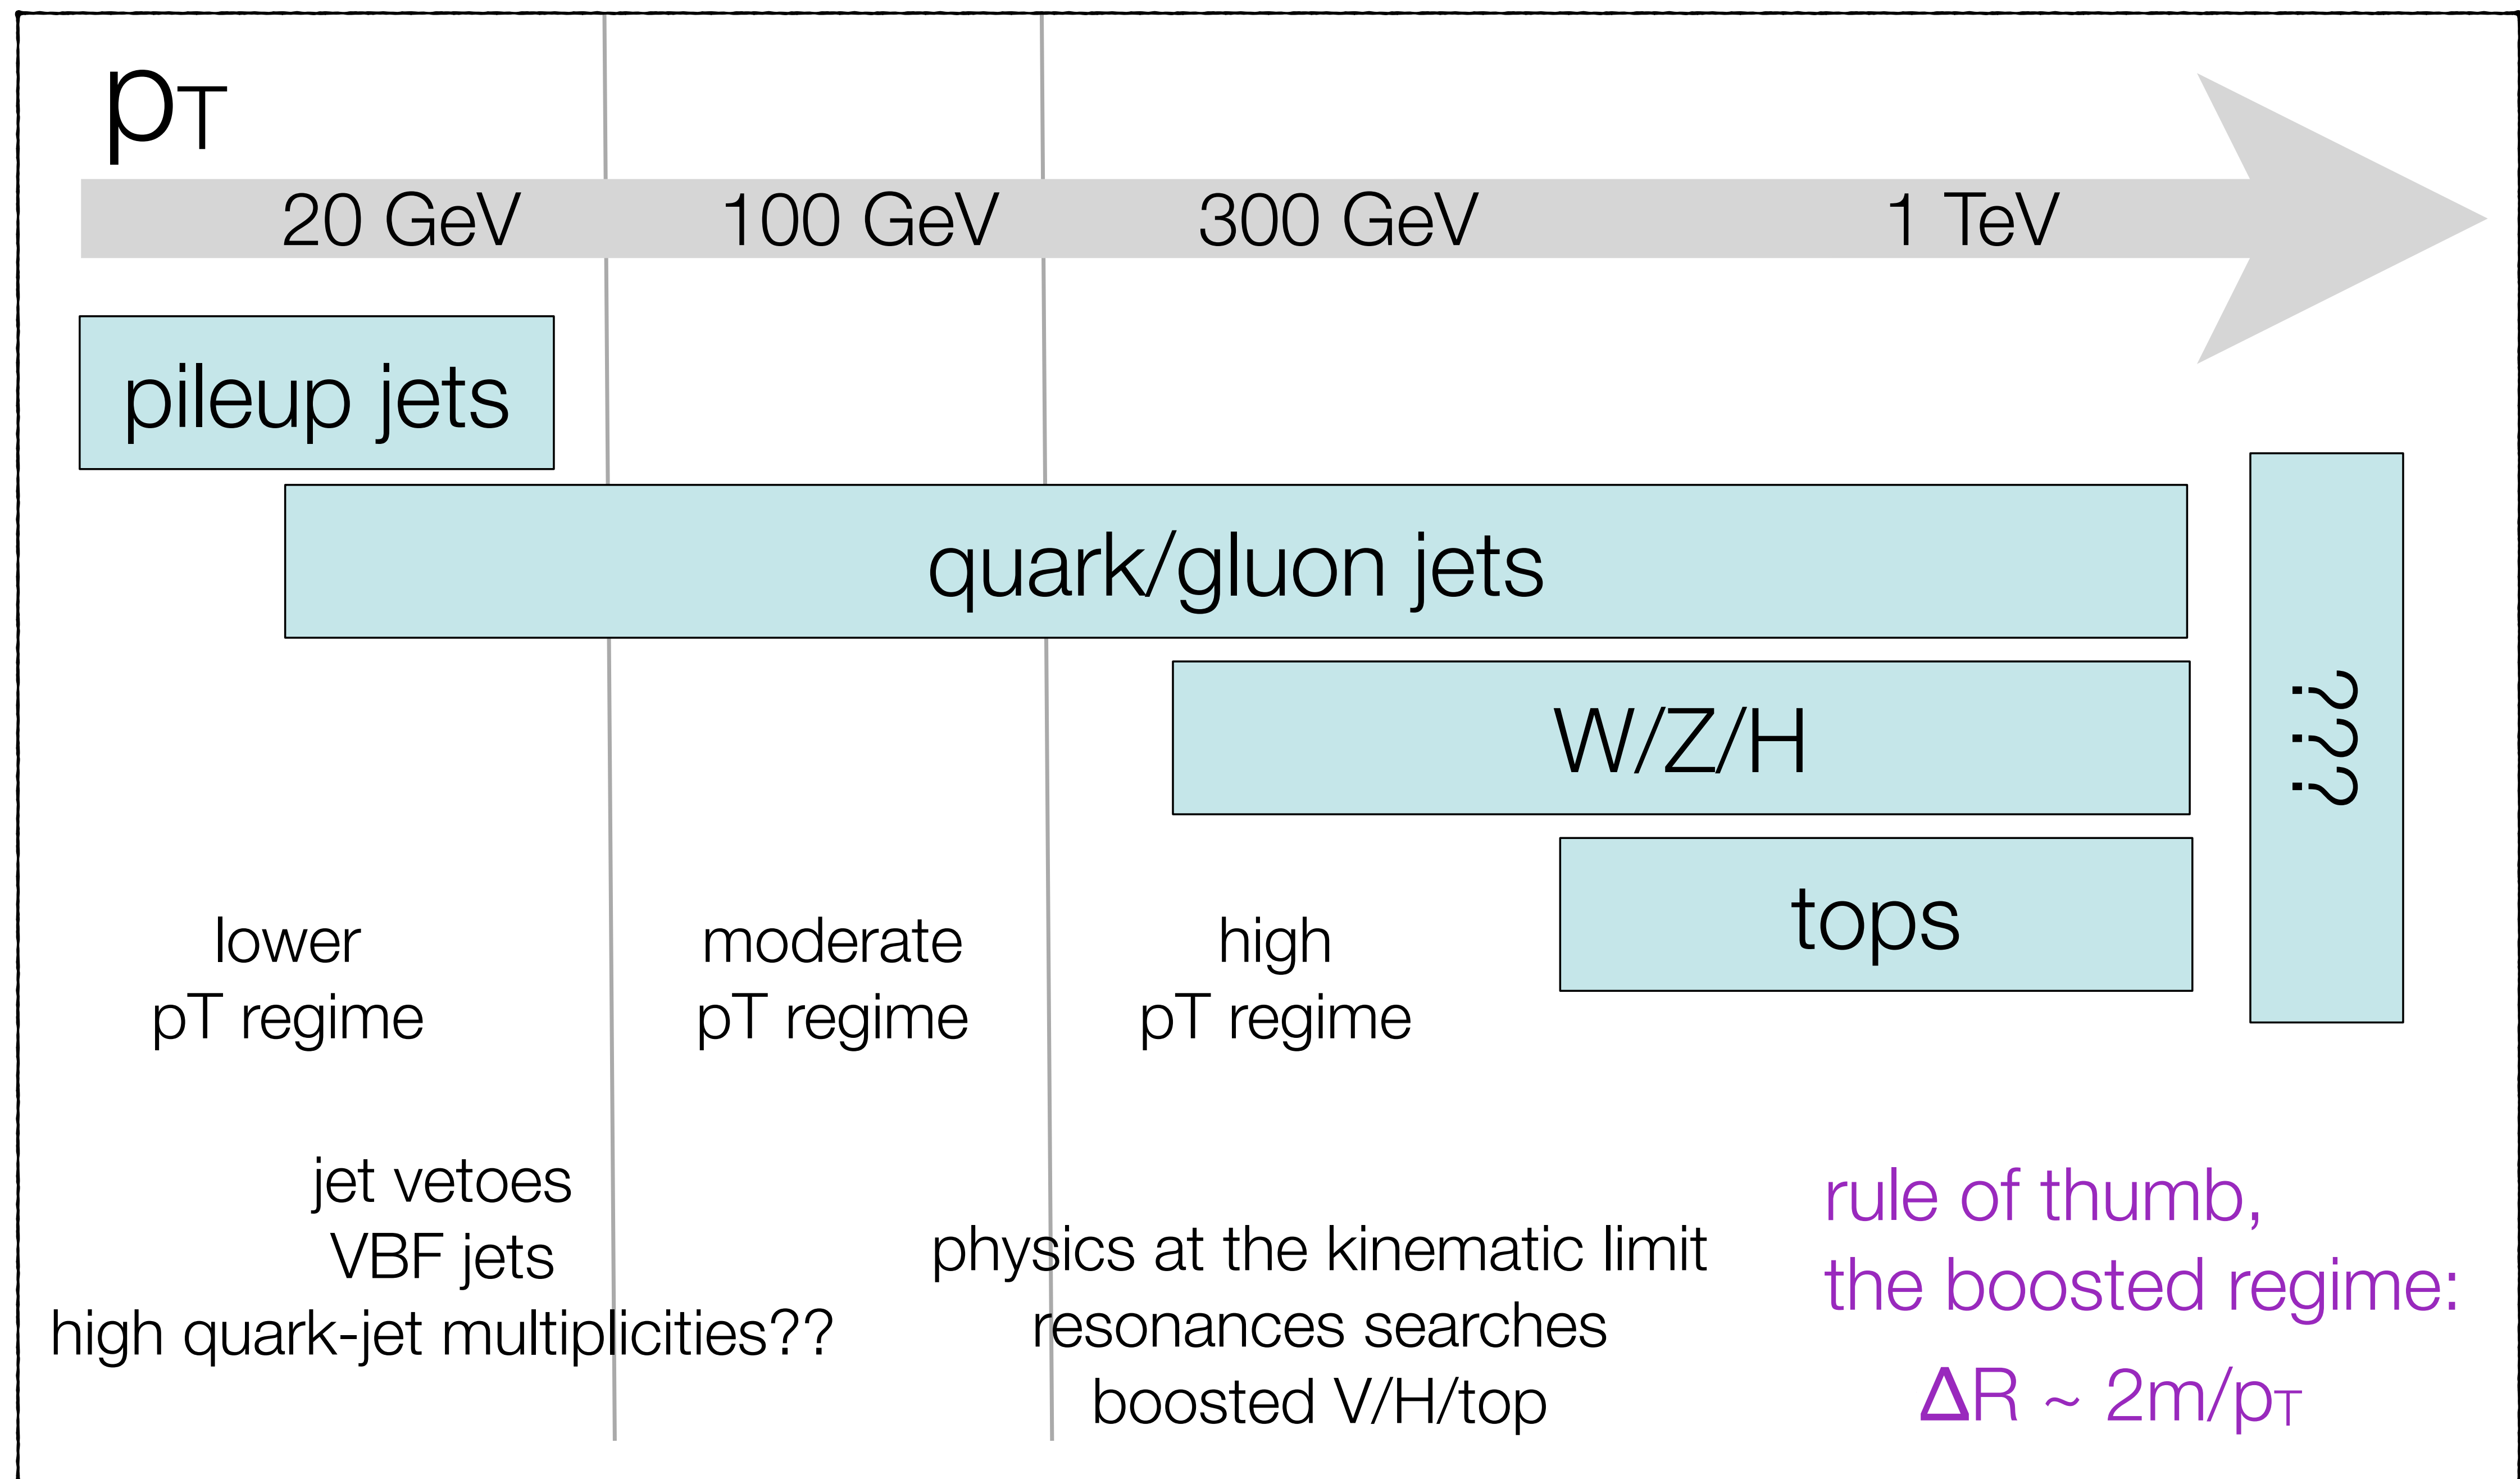 pT
20 GeV 100 GeV 300 GeV 1 TeV
pileup jets
quark/gluon jets
W/Z/H
???
tops
lower
pT regime
moderate
pT regime
high
pT regime
jet vetoes
VBF jets
high quark-jet multiplicities??
physics at the kinematic limit
resonances searches
boosted V/H/top
rule of thumb,
the boosted regime:
ΔR ~ 2m/pT